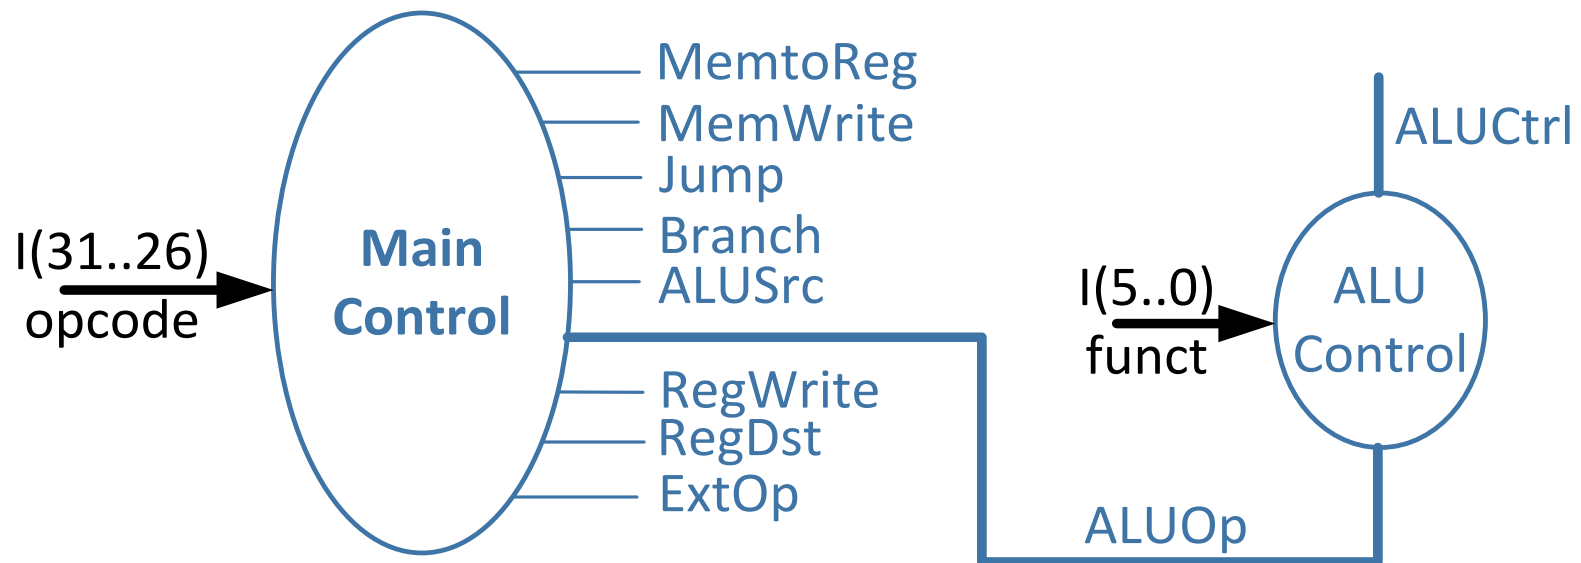 I(31..26)
opcode
Main
Control
MemtoReg
MemWrite
Jump
Branch
ALUSrc
RegWrite
RegDst
ExtOp
ALUOp
I(5..0)
funct
ALU
Control
ALUCtrl